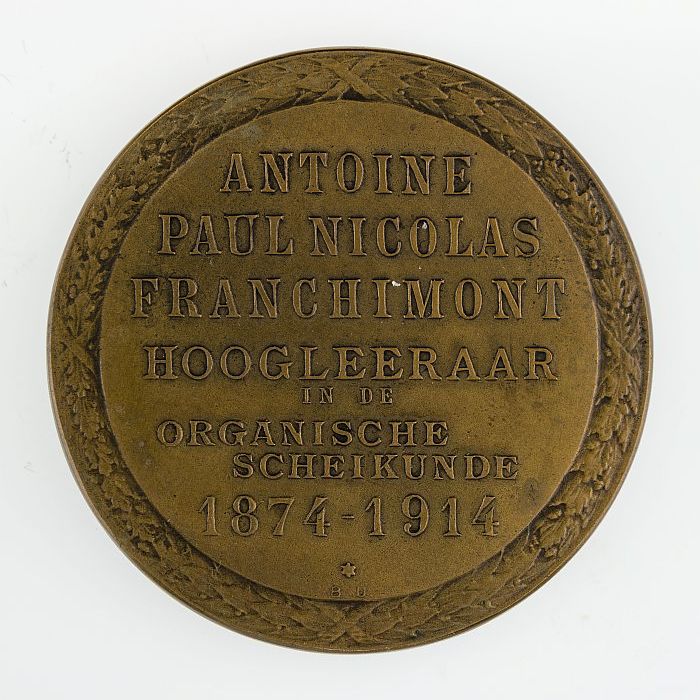 ANTOINE
PAUL NICOLAS
FRANCHIMONT
HOOGLEERAAR
IN DE
ORGANISCHE
SCHEIKUNDE
1874-1914
B U